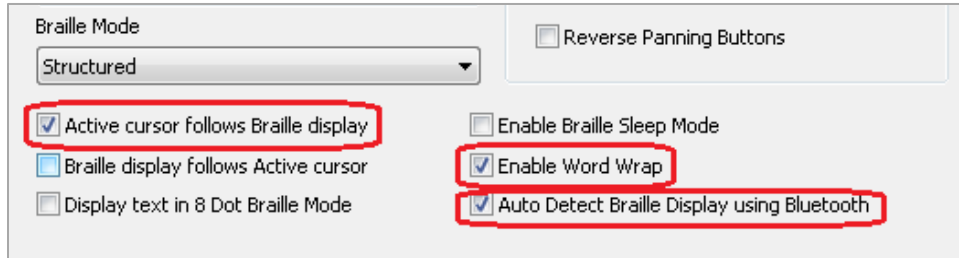 Braille Mode
Structured
Reverse Panning Buttons
Active cursor follows Braille display
Braille display follows Active cursor
Display text in 8 Dot Braille Mode
Enable Braille Sleep Mode
Enable Word Wrap
Auto Detect Braille Display using Bluetooth